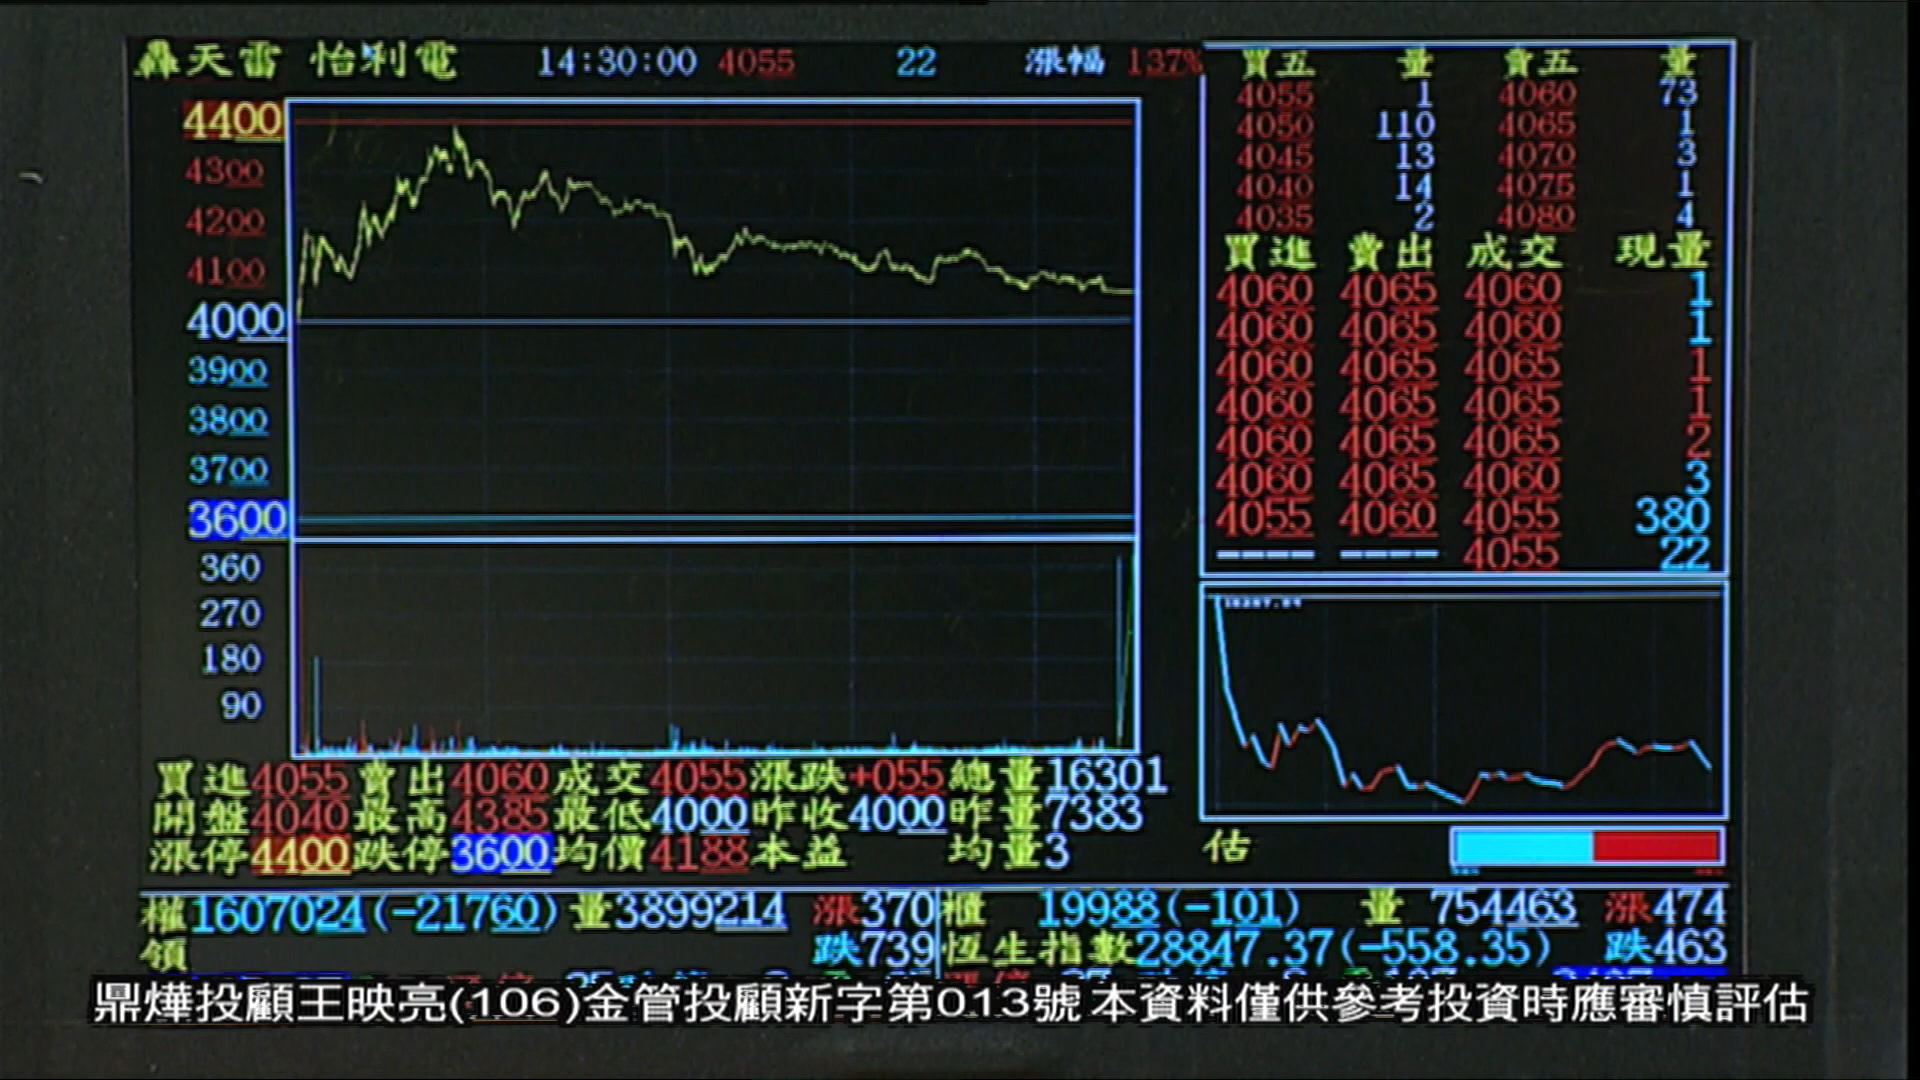 轟天雷 怡利電 14:30:00 4055 22 漲幅 137%
4400
4300
4200
4100
4000
3900
3800
3700
3600
360
270
180
90
買五 量 賣五 量
4055 1 4060 73
4050 110 4065 1
4045 13 4070 3
4040 14 4075 1
4035 2 4080 4
買進 賣出 成交 現量
4060 4065 4060 1
4060 4065 4060 1
4060 4065 4065 1
4060 4065 4065 1
4060 4065 4065 2
4060 4065 4060 3
4055 4060 4055 380
---- ---- 4055 22
買進4055賣出4060成交4055漲跌+055總量16301
開盤4040最高4385最低4000昨收4000昨量7383
漲停4400跌停3600均價4188本益 均量3
估
權1607024(-21760)量3899214 漲370櫃 19988(-101) 量 754463 漲474
領 跌739恆生指數28847.37(-558.35) 跌463
鼎燁投顧王映亮(106)金管投顧新字第013號 本資料僅供參考投資時應審慎評估